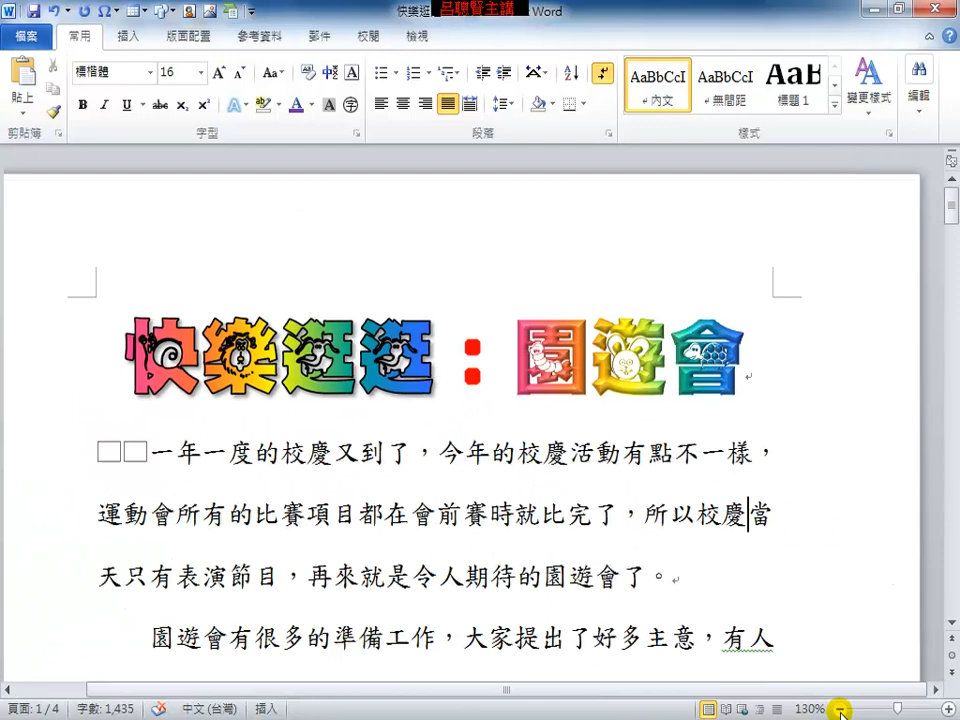 快樂逛 呂聰賢主講 Word
檔案 常用 插入 版面配置 參考資料 郵件 校閱 檢視
標楷體 16 Aa AaBbCcI AaBbCcI AaB
貼上 B I U abc x₂ x² A A 內文 無間距 標題 1 變更樣式 編輯
剪貼簿 字型 段落 樣式
快樂逛逛：園遊會
□□一年一度的校慶又到了，今年的校慶活動有點不一樣，
運動會所有的比賽項目都在會前賽時就比完了，所以校慶當
天只有表演節目，再來就是令人期待的園遊會了。
園遊會有很多的準備工作，大家提出了好多主意，有人
頁面: 1 / 4 字數: 1,435 中文 (台灣) 插入 130%